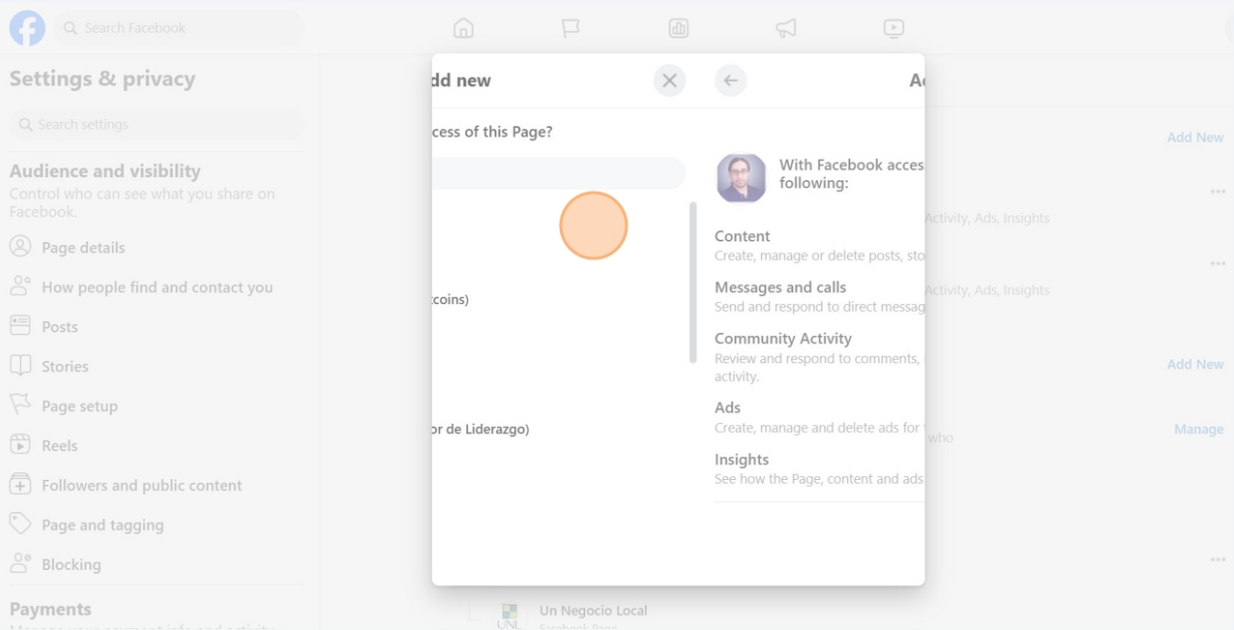 Search Facebook
Settings & privacy
Search settings
Audience and visibility
Control who can see what you share on
Facebook.
Page details
How people find and contact you
Posts
Stories
Page setup
Reels
Followers and public content
Page and tagging
Blocking
Payments
dd new
cess of this Page?
coins)
or de Liderazgo)
With Facebook acces
following:
Content
Create, manage or delete posts, sto
Messages and calls
Send and respond to direct messag
Community Activity
Review and respond to comments,
activity.
Ads
Create, manage and delete ads for
Insights
See how the Page, content and ads
Add New
Activity, Ads, Insights
Activity, Ads, Insights
Add New
who
Manage
UNL
Un Negocio Local
Facebook Page